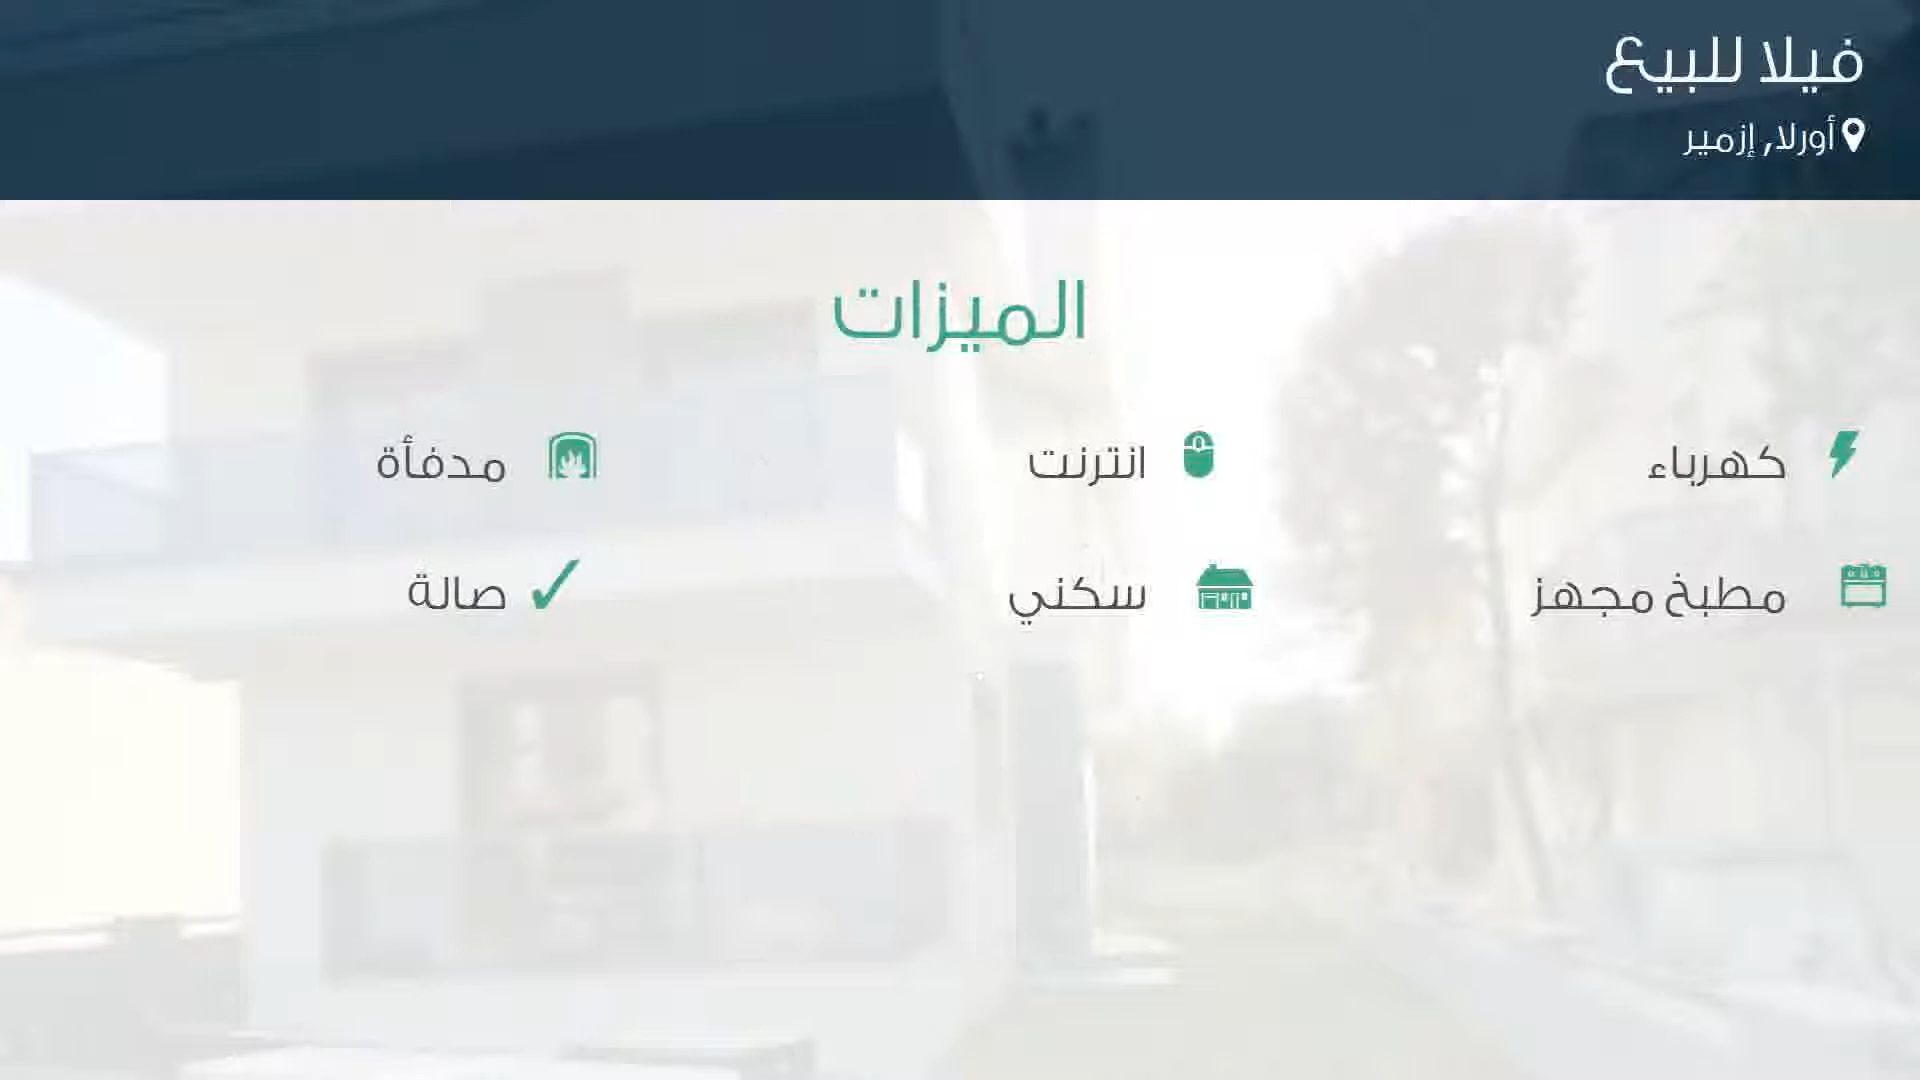 فيلا للبيع
أورلا, إزمير
الميزات
كهرباء
انترنت
مدفأة
مطبخ مجهز
سكني
صالة